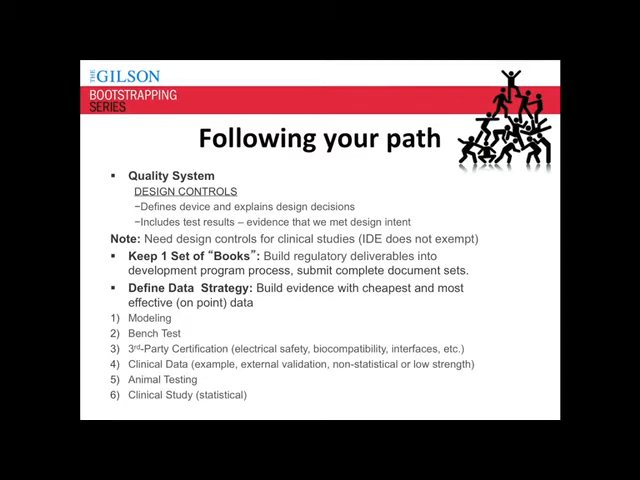 THE GILSON
BOOTSTRAPPING
SERIES
Following your path
▪ Quality System
DESIGN CONTROLS
−Defines device and explains design decisions
−Includes test results – evidence that we met design intent
Note: Need design controls for clinical studies (IDE does not exempt)
▪ Keep 1 Set of “Books”: Build regulatory deliverables into
development program process, submit complete document sets.
▪ Define Data Strategy: Build evidence with cheapest and most
effective (on point) data
1) Modeling
2) Bench Test
3) 3rd-Party Certification (electrical safety, biocompatibility, interfaces, etc.)
4) Clinical Data (example, external validation, non-statistical or low strength)
5) Animal Testing
6) Clinical Study (statistical)